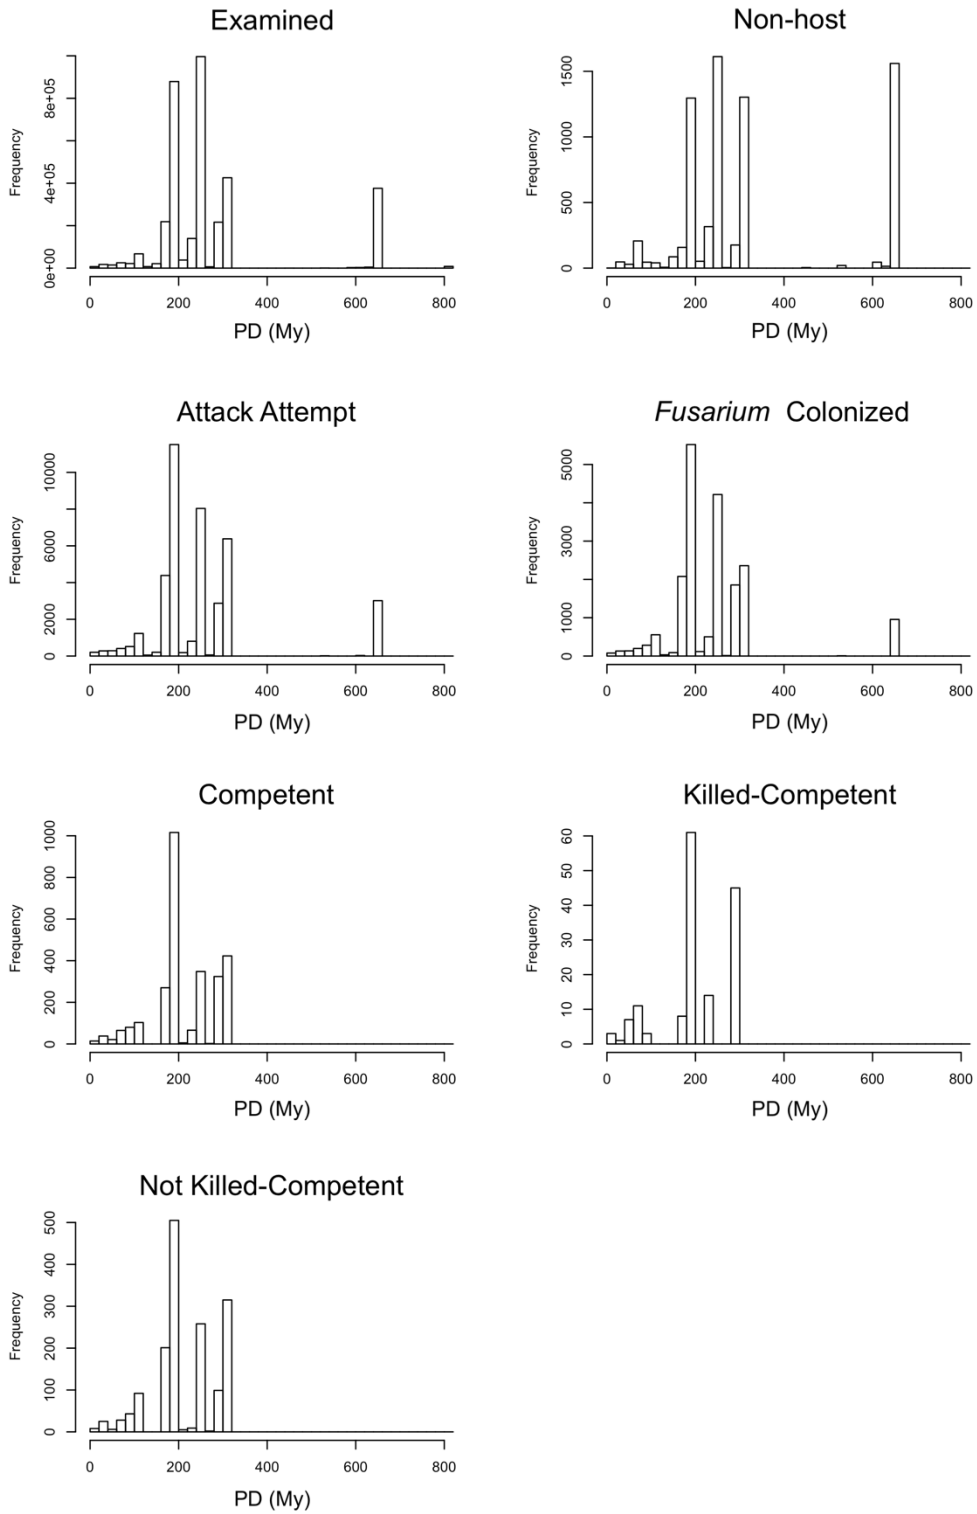 Examined
Frequency
0e+00 4e+05 8e+05
0 200 400 600 800
PD (My)
Non-host
Frequency
0 500 1000 1500
0 200 400 600 800
PD (My)
Attack Attempt
Frequency
0 2000 6000 10000
0 200 400 600 800
PD (My)
Fusarium Colonized
Frequency
0 1000 3000 5000
0 200 400 600 800
PD (My)
Competent
Frequency
0 200 400 600 800 1000
0 200 400 600 800
PD (My)
Killed-Competent
Frequency
0 10 20 30 40 50 60
0 200 400 600 800
PD (My)
Not Killed-Competent
Frequency
0 100 200 300 400 500
0 200 400 600 800
PD (My)